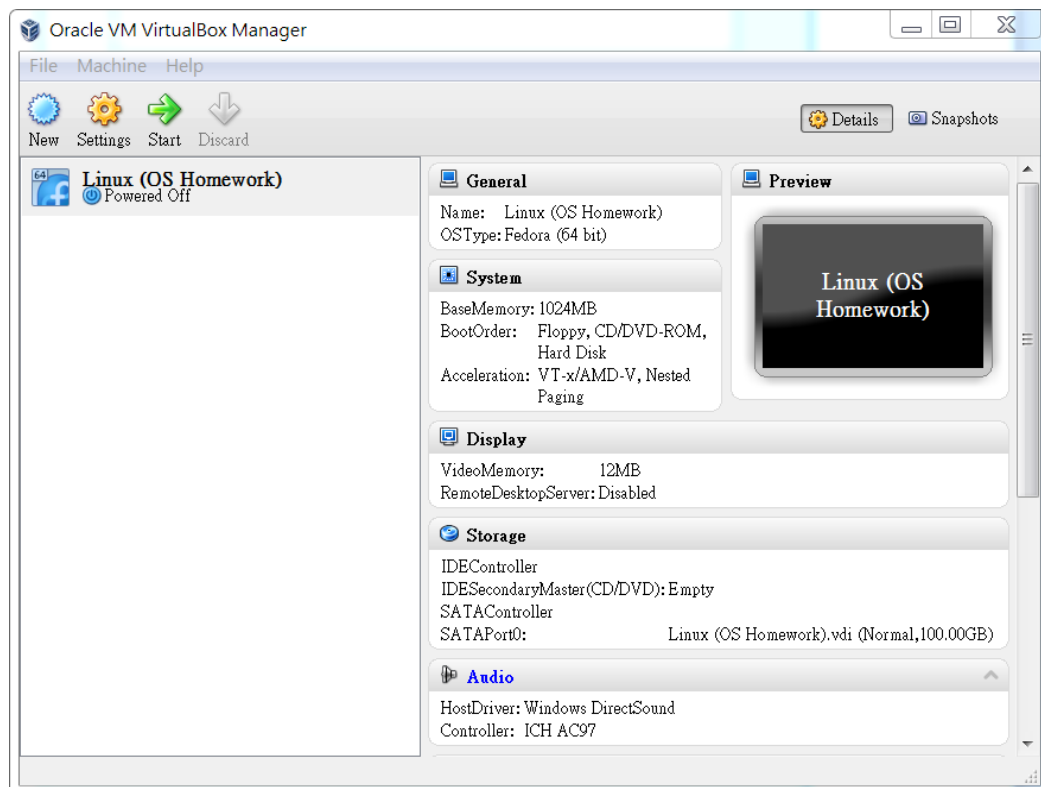 Oracle VM VirtualBox Manager
File Machine Help
New Settings Start Discard
Details Snapshots
64
Linux (OS Homework)
Powered Off
General
Name: Linux (OS Homework)
OSType: Fedora (64 bit)
System
BaseMemory: 1024MB
BootOrder: Floppy, CD/DVD-ROM,
Hard Disk
Acceleration: VT-x/AMD-V, Nested
Paging
Preview
Linux (OS
Homework)
Display
VideoMemory: 12MB
RemoteDesktopServer: Disabled
Storage
IDEController
IDESecondaryMaster(CD/DVD): Empty
SATAController
SATAPort0: Linux (OS Homework).vdi (Normal,100.00GB)
Audio
HostDriver: Windows DirectSound
Controller: ICH AC97